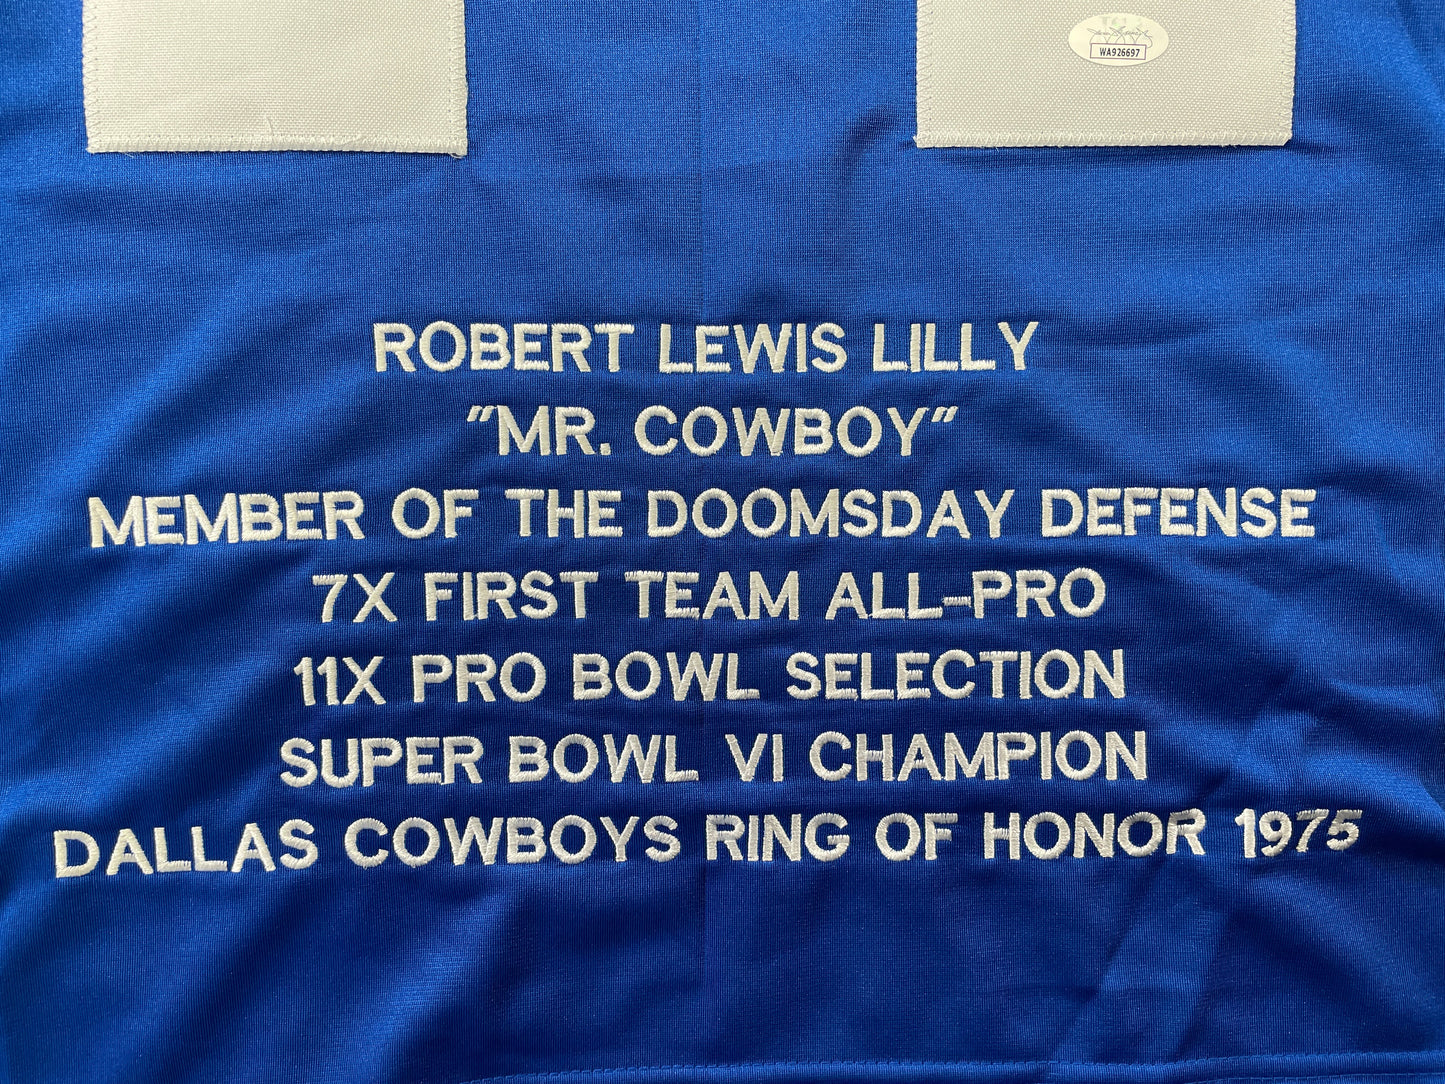 WA926697
ROBERT LEWIS LILLY
"MR. COWBOY"
MEMBER OF THE DOOMSDAY DEFENSE
7X FIRST TEAM ALL-PRO
11X PRO BOWL SELECTION
SUPER BOWL VI CHAMPION
DALLAS COWBOYS RING OF HONOR 1975